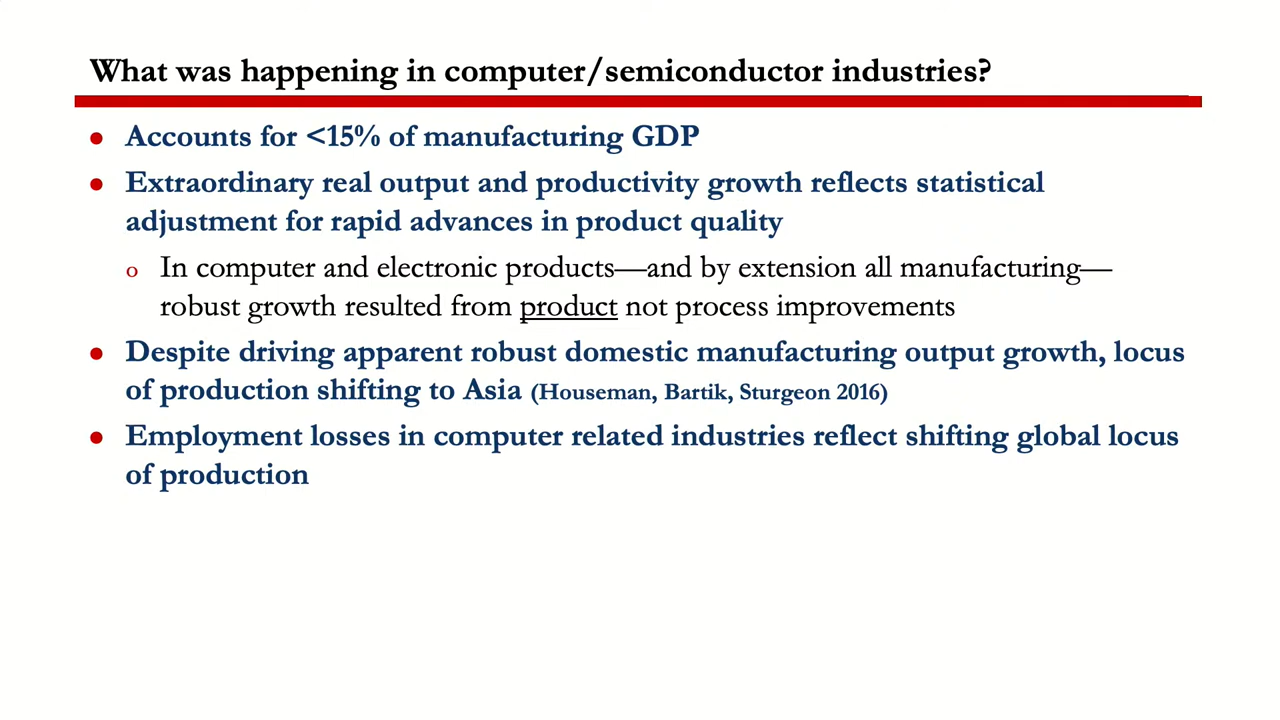 What was happening in computer/semiconductor industries?
• Accounts for <15% of manufacturing GDP
• Extraordinary real output and productivity growth reflects statistical
adjustment for rapid advances in product quality
o In computer and electronic products—and by extension all manufacturing—
robust growth resulted from product not process improvements
• Despite driving apparent robust domestic manufacturing output growth, locus
of production shifting to Asia (Houseman, Bartik, Sturgeon 2016)
• Employment losses in computer related industries reflect shifting global locus
of production